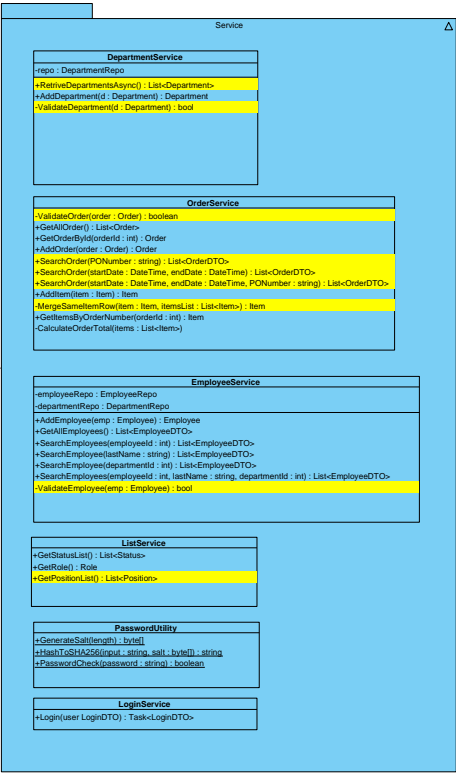 Service
DepartmentService
-repo : DepartmentRepo
+RetriveDepartmentsAsync() : List<Department>
+AddDepartment(d : Department) : Department
-ValidateDepartment(d : Department) : bool
OrderService
-ValidateOrder(order : Order) : boolean
+GetAllOrder() : List<Order>
+GetOrderById(orderId : int) : Order
+AddOrder(order : Order) : Order
+SearchOrder(PONumber : string) : List<OrderDTO>
+SearchOrder(startDate : DateTime, endDate : DateTime) : List<OrderDTO>
+SearchOrder(startDate : DateTime, endDate : DateTime, PONumber : string) : List<OrderDTO>
+AddItem(item : Item) : Item
-MergeSameItemRow(item : Item, itemsList : List<Item>) : Item
+GetItemsByOrderNumber(orderId : int) : Item
-CalculateOrderTotal(items : List<Item>)
EmployeeService
-employeeRepo : EmployeeRepo
-departmentRepo : DepartmentRepo
+AddEmployee(emp : Employee) : Employee
+GetAllEmployees() : List<EmployeeDTO>
+SearchEmployees(employeeId : int) : List<EmployeeDTO>
+SearchEmployee(lastName : string) : List<EmployeeDTO>
+SearchEmployee(departmentId : int) : List<EmployeeDTO>
+SearchEmployees(employeeId : int, lastName : string, departmentId : int) : List<EmployeeDTO>
-ValidateEmployee(emp : Employee) : bool
ListService
+GetStatusList() : List<Status>
+GetRole() : Role
+GetPositionList() : List<Position>
PasswordUtility
+GenerateSalt(length) : byte[]
+HashToSHA256(input : string, salt : byte[]) : string
+PasswordCheck(password : string) : boolean
LoginService
+Login(user LoginDTO) : Task<LoginDTO>